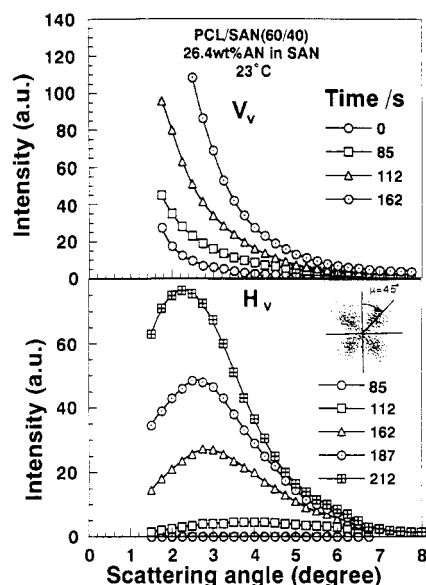 PCL/SAN(60/40)
26.4wt%AN in SAN
23°C
Time /s
Vv
0
85
112
162
140
120
100
80
60
40
20
0
Intensity (a.u.)
Hv
μ=45°
85
112
162
187
212
60
40
20
0
Intensity (a.u.)
0 1 2 3 4 5 6 7 8
Scattering angle (degree)